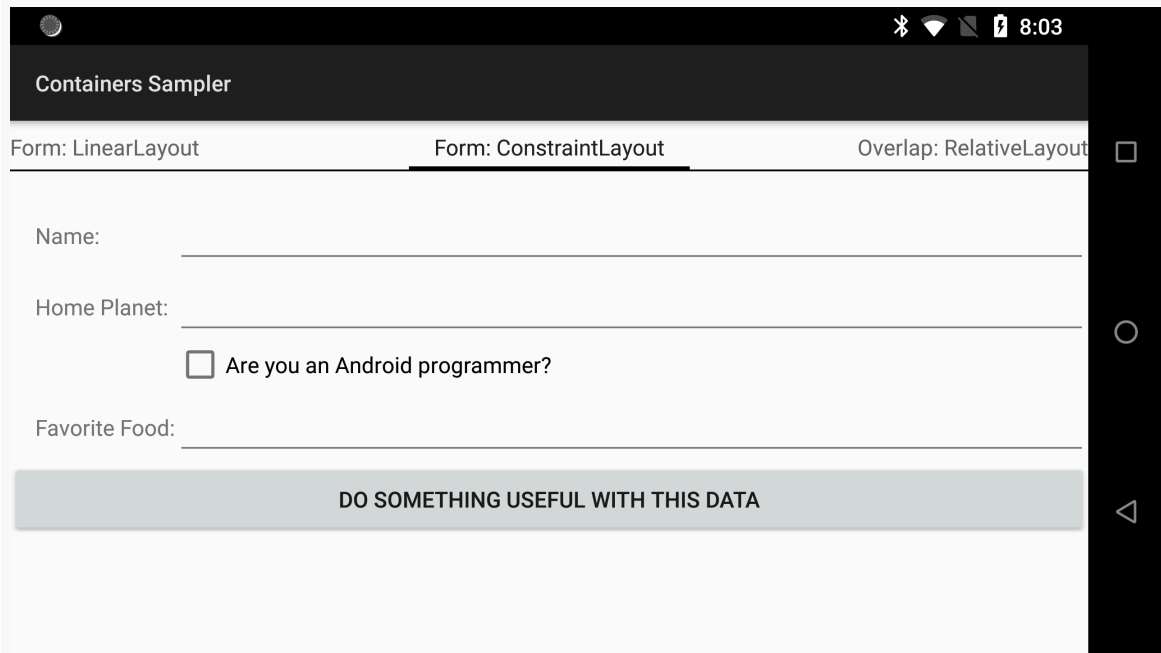 8:03
Containers Sampler
Form: LinearLayout Form: ConstraintLayout Overlap: RelativeLayout
Name:
Home Planet:
Are you an Android programmer?
Favorite Food:
DO SOMETHING USEFUL WITH THIS DATA